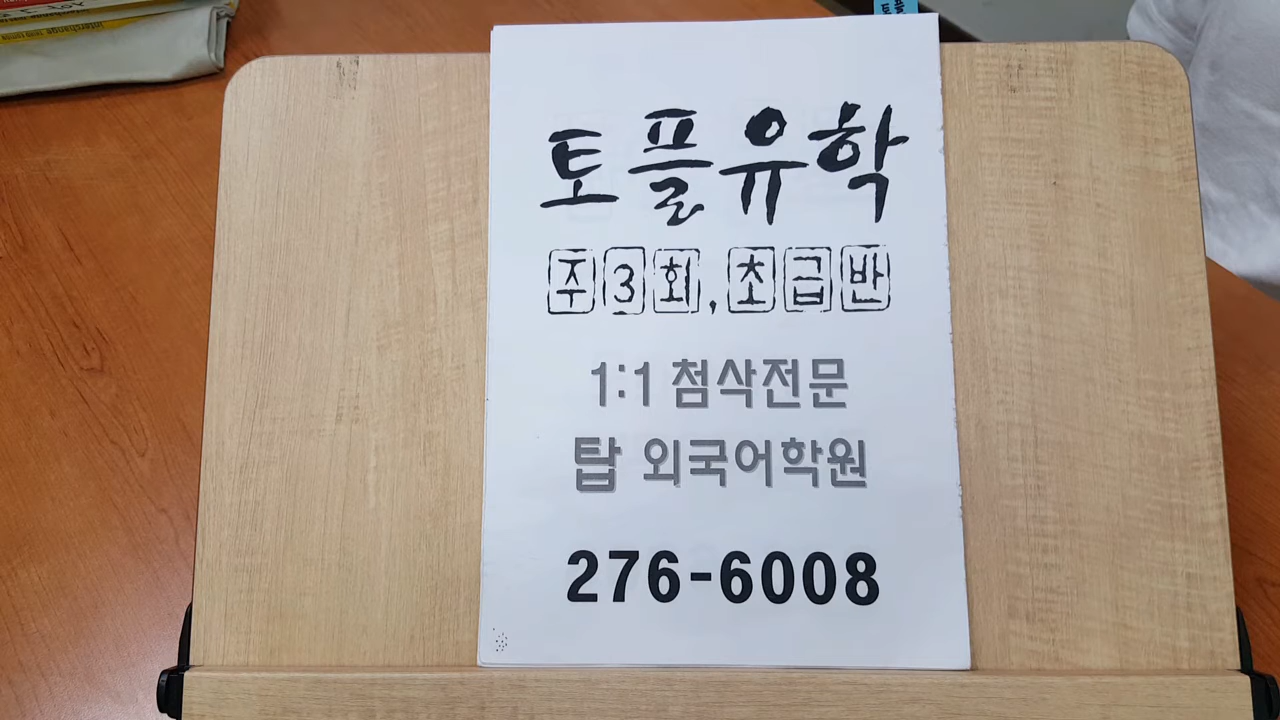 토플유학
주3회, 초급반
1:1 첨삭전문
탑 외국어학원
276-6008
interchange